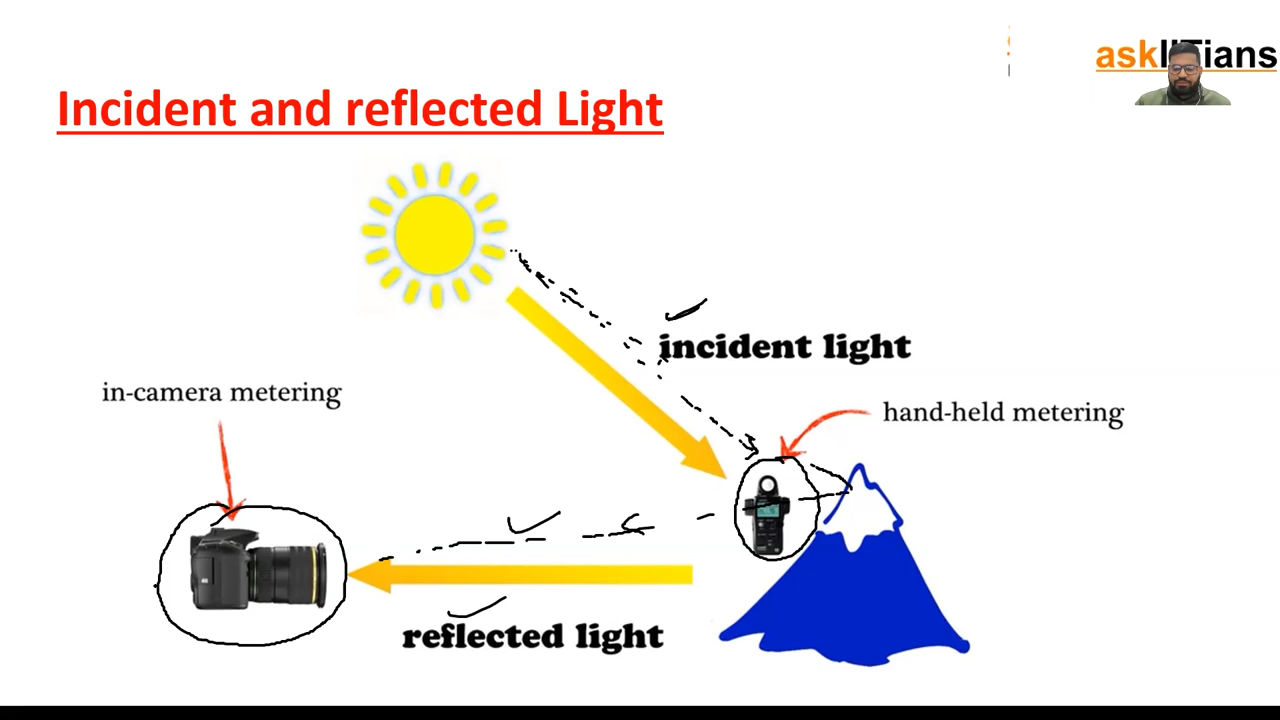 askIITians
Incident and reflected Light
incident light
in-camera metering
hand-held metering
reflected light